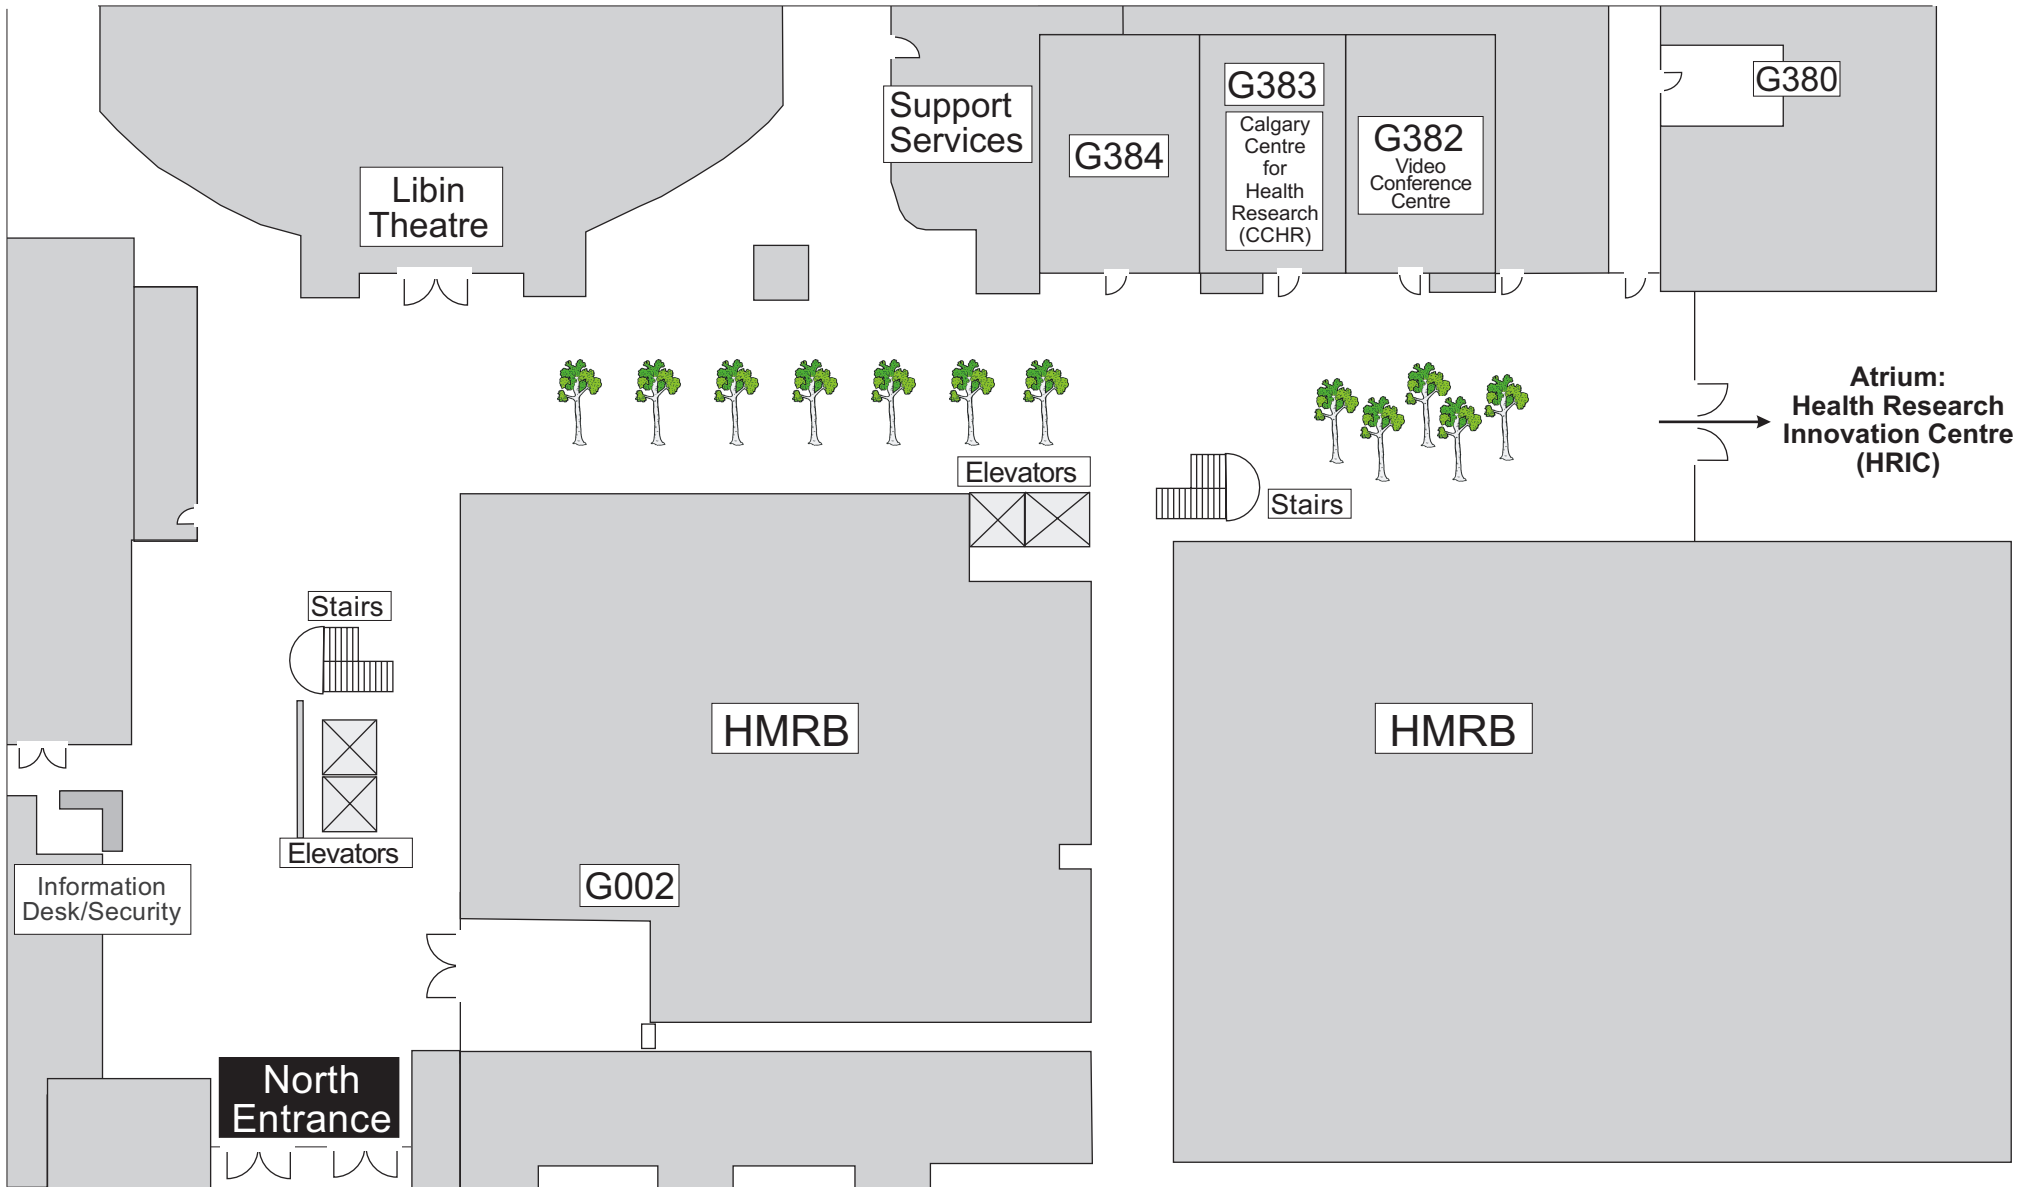 Support
Services
G384
G383
Calgary
Centre
for
Health
Research
(CCHR)
G382
Video
Conference
Centre
G380
Libin
Theatre
Atrium:
Health Research
Innovation Centre
(HRIC)
Elevators
Stairs
Stairs
HMRB
HMRB
Elevators
G002
Information
Desk/Security
North
Entrance